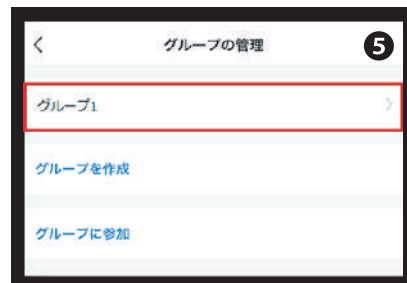 グループの管理
❺
グループ1
グループを作成
グループに参加